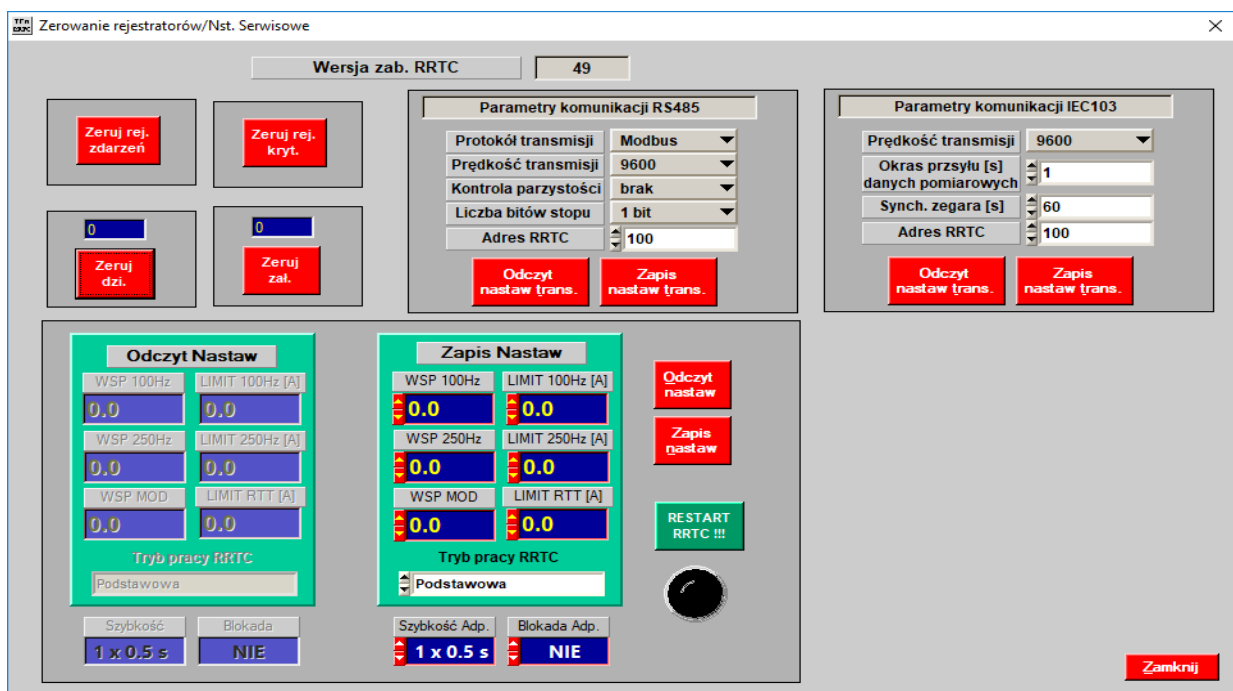 Zerowanie rejestratorów/Nst. Serwisowe
Wersja zab. RRTC 49
Zeruj rej.
zdarzeń
Zeruj rej.
kryt.
0
Zeruj
dzi.
0
Zeruj
zał.
Parametry komunikacji RS485
Protokół transmisji Modbus
Prędkość transmisji 9600
Kontrola parzystości brak
Liczba bitów stopu 1 bit
Adres RRTC 100
Odczyt
nastaw trans.
Zapis
nastaw trans.
Parametry komunikacji IEC103
Prędkość transmisji 9600
Okras przsyłu [s]
danych pomiarowych 1
Synch. zegara [s] 60
Adres RRTC 100
Odczyt
nastaw trans.
Zapis
nastaw trans.
Odczyt Nastaw
WSP 100Hz LIMIT 100Hz [A]
0.0 0.0
WSP 250Hz LIMIT 250Hz [A]
0.0 0.0
WSP MOD LIMIT RTT [A]
0.0 0.0
Tryb pracy RRTC
Podstawowa
Szybkość Blokada
1 x 0.5 s NIE
Zapis Nastaw
WSP 100Hz LIMIT 100Hz [A]
0.0 0.0
WSP 250Hz LIMIT 250Hz [A]
0.0 0.0
WSP MOD LIMIT RTT [A]
0.0 0.0
Tryb pracy RRTC
Podstawowa
Szybkość Adp. Blokada Adp.
1 x 0.5 s NIE
Odczyt
nastaw
Zapis
nastaw
RESTART
RRTC !!!
Zamknij